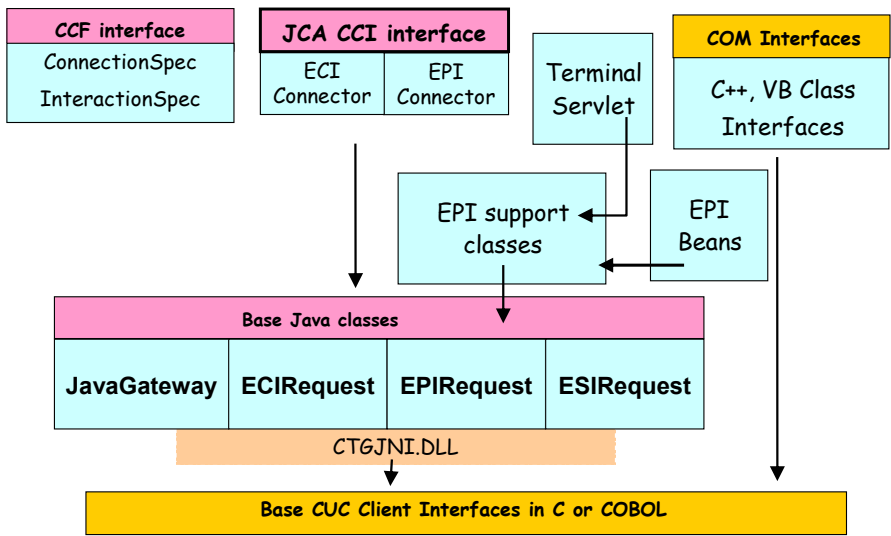 CCF interface
ConnectionSpec
InteractionSpec
JCA CCI interface
ECI
Connector
EPI
Connector
Terminal
Servlet
COM Interfaces
C++, VB Class
Interfaces
EPI support
classes
EPI
Beans
Base Java classes
JavaGateway
ECIRequest
EPIRequest
ESIRequest
CTGJNI.DLL
Base CUC Client Interfaces in C or COBOL